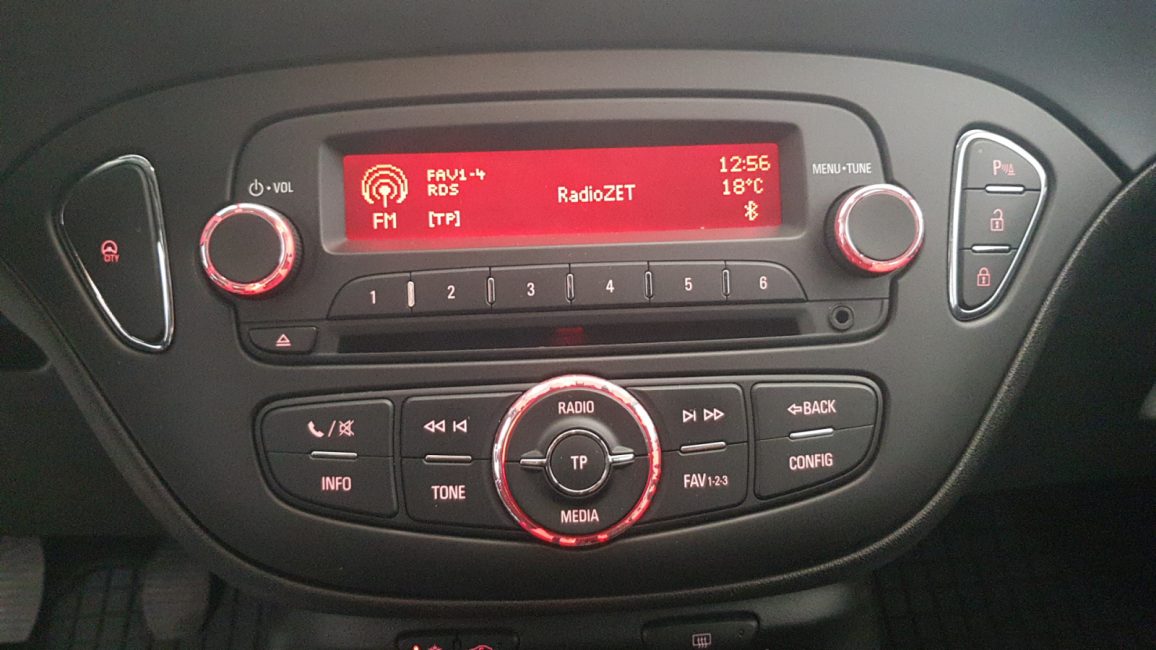 FAV1-4
RDS
FM
[TP]
RadioZET
12:56
18°C
VOL
MENU•TUNE
P
CITY
1 2 3 4 5 6
RADIO
BACK
TP
INFO
TONE
FAV 1-2-3
CONFIG
MEDIA